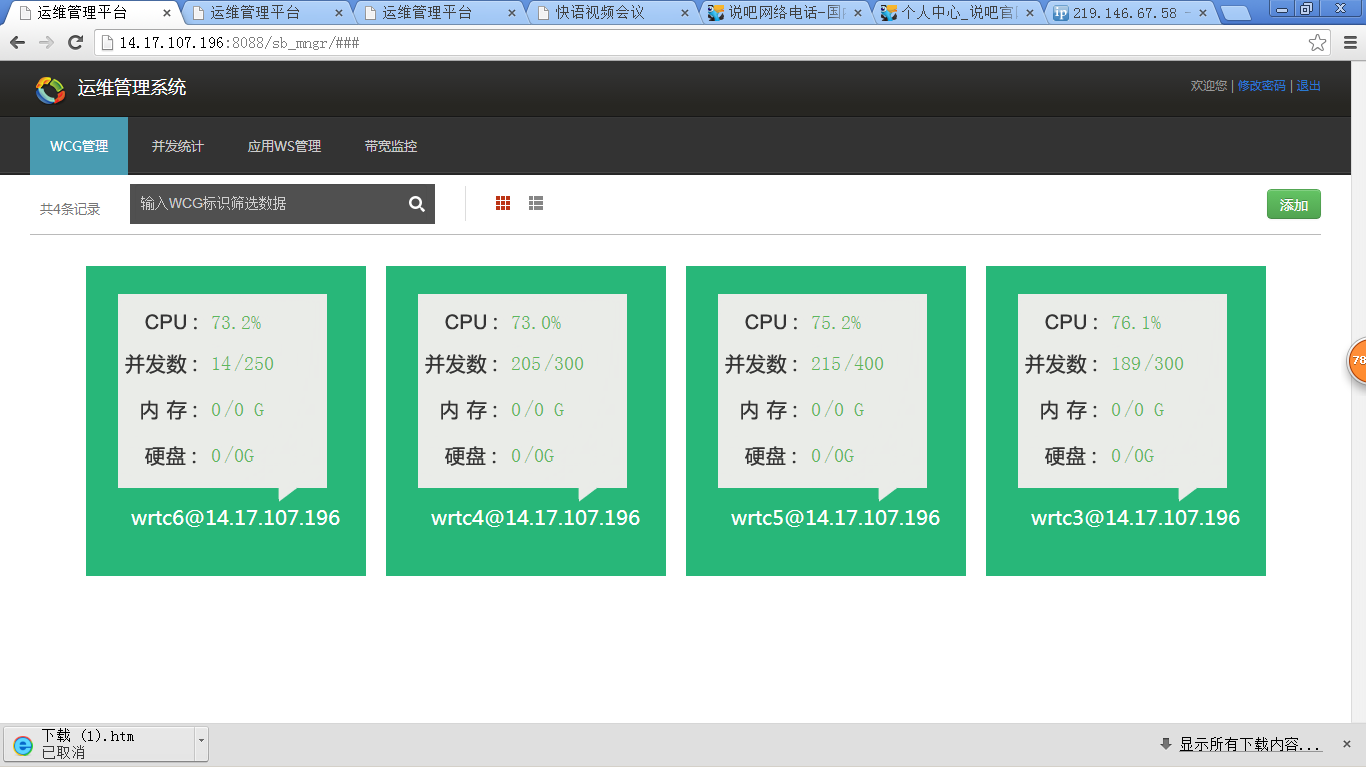 运维管理平台
运维管理平台
运维管理平台
快语视频会议
说吧网络电话-国
个人中心_说吧官
219.146.67.58 -
14.17.107.196:8088/sb_mngr/###
运维管理系统
欢迎您 | 修改密码 | 退出
WCG管理 并发统计 应用WS管理 带宽监控
共4条记录
输入WCG标识筛选数据
添加
CPU : 73.2%
并发数 : 14/250
内 存 : 0/0 G
硬盘 : 0/0G
wrtc6@14.17.107.196
CPU : 73.0%
并发数 : 205/300
内 存 : 0/0 G
硬盘 : 0/0G
wrtc4@14.17.107.196
CPU : 75.2%
并发数 : 215/400
内 存 : 0/0 G
硬盘 : 0/0G
wrtc5@14.17.107.196
CPU : 76.1%
并发数 : 189/300
内 存 : 0/0 G
硬盘 : 0/0G
wrtc3@14.17.107.196
78
下载 (1).htm
已取消
显示所有下载内容...